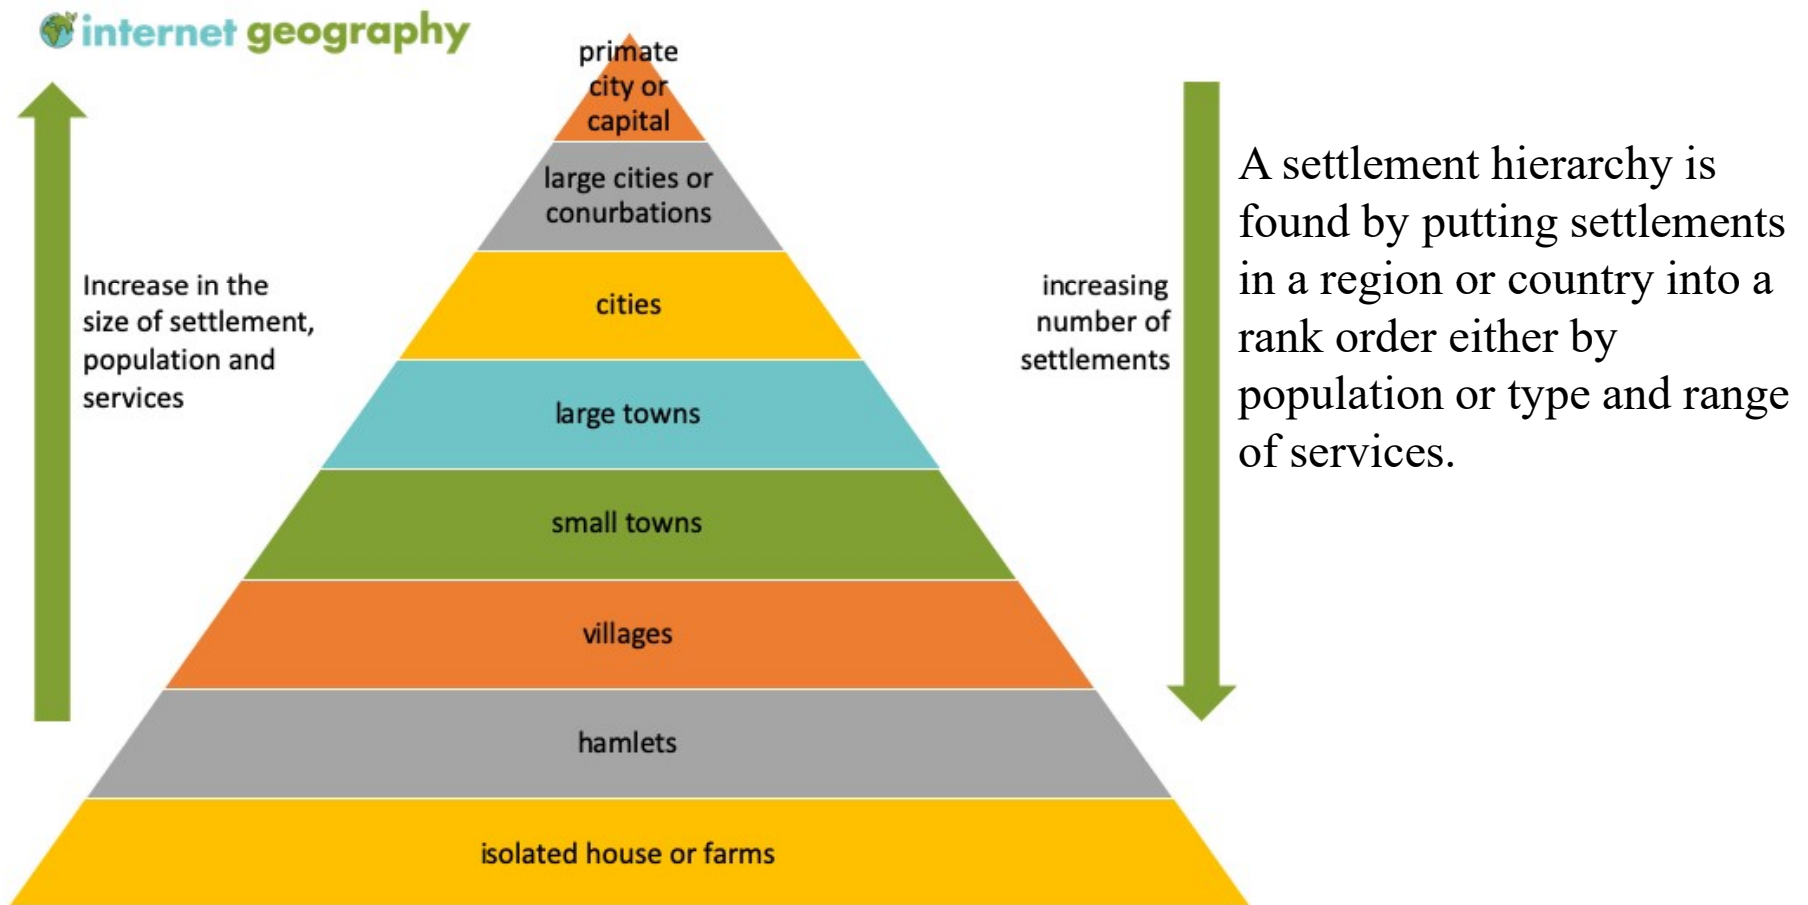 internet geography
primate
city or
capital
large cities or
conurbations
cities
large towns
small towns
villages
hamlets
isolated house or farms
Increase in the
size of settlement,
population and
services
increasing
number of
settlements
A settlement hierarchy is
found by putting settlements
in a region or country into a
rank order either by
population or type and range
of services.